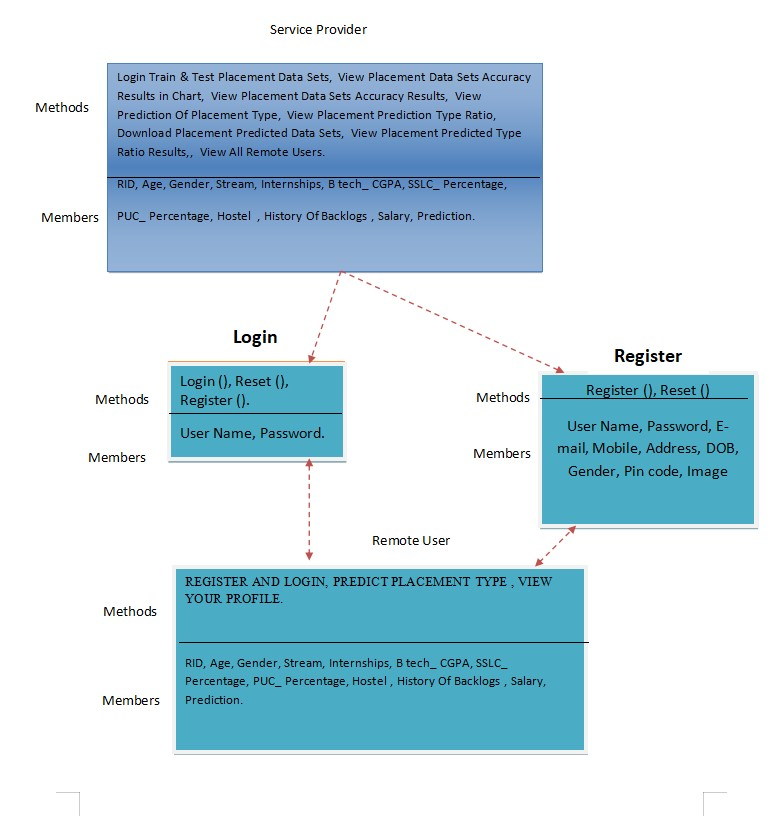 Service Provider
Methods
Login Train & Test Placement Data Sets, View Placement Data Sets Accuracy
Results in Chart, View Placement Data Sets Accuracy Results, View
Prediction Of Placement Type, View Placement Prediction Type Ratio,
Download Placement Predicted Data Sets, View Placement Predicted Type
Ratio Results,, View All Remote Users.
Members
RID, Age, Gender, Stream, Internships, B tech_ CGPA, SSLC_ Percentage,
PUC_ Percentage, Hostel , History Of Backlogs , Salary, Prediction.
Login
Methods
Login (), Reset (),
Register ().
Members
User Name, Password.
Register
Methods
Register (), Reset ()
Members
User Name, Password, E-
mail, Mobile, Address, DOB,
Gender, Pin code, Image
Remote User
Methods
REGISTER AND LOGIN, PREDICT PLACEMENT TYPE , VIEW
YOUR PROFILE.
Members
RID, Age, Gender, Stream, Internships, B tech_ CGPA, SSLC_
Percentage, PUC_ Percentage, Hostel , History Of Backlogs , Salary,
Prediction.